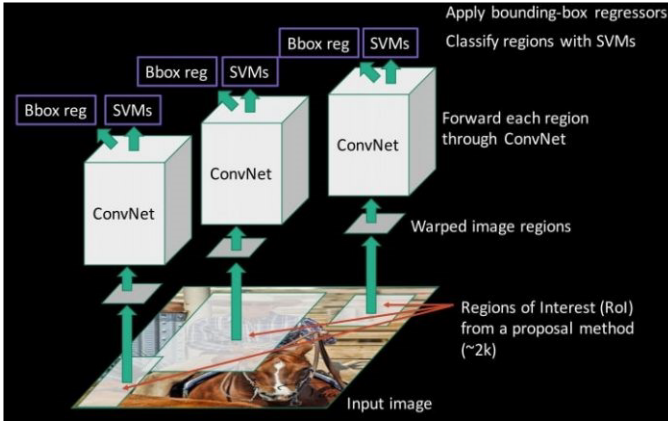 Apply bounding-box regressors
Classify regions with SVMs
Bbox reg SVMs
Bbox reg SVMs
Bbox reg SVMs
Forward each region
through ConvNet
ConvNet
ConvNet
ConvNet
Warped image regions
Regions of Interest (RoI)
from a proposal method
(~2k)
Input image